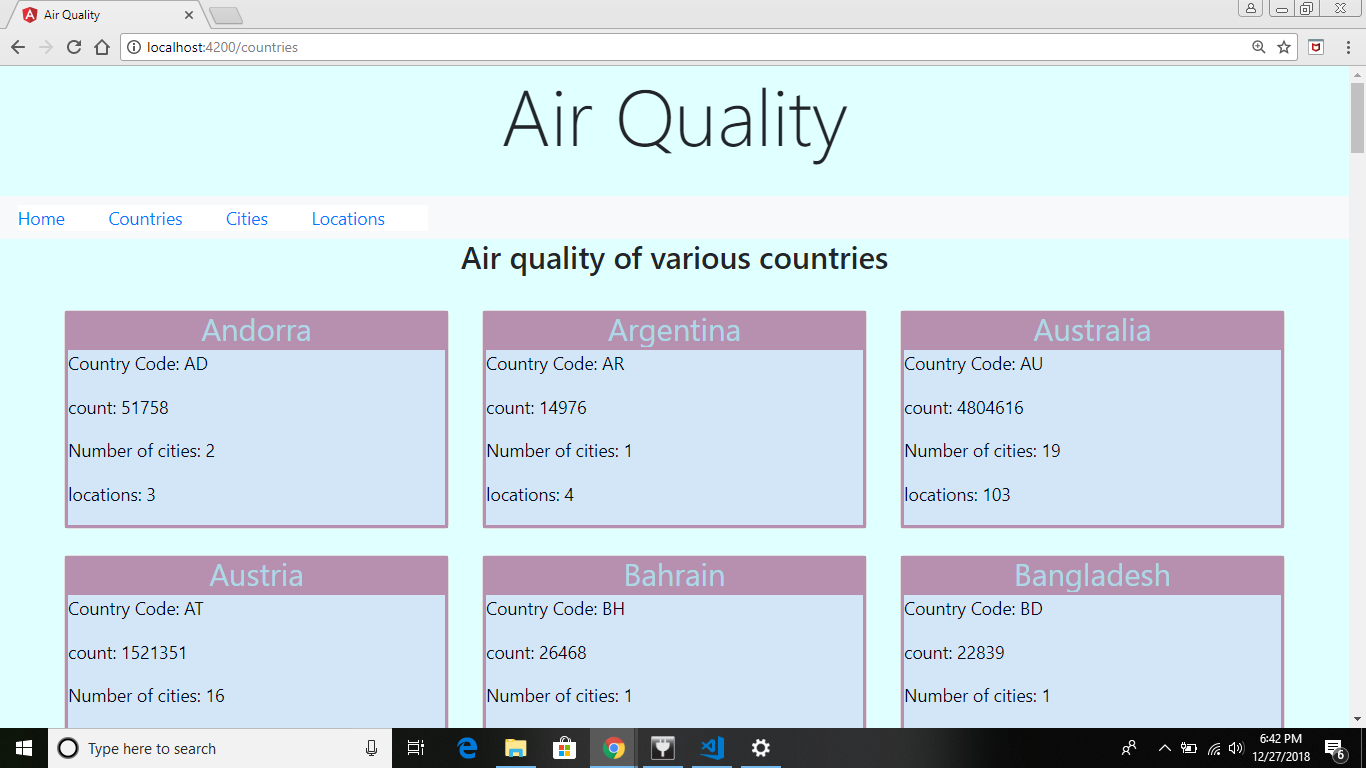 Air Quality
localhost:4200/countries
Air Quality
Home Countries Cities Locations
Air quality of various countries
Andorra
Country Code: AD
count: 51758
Number of cities: 2
locations: 3
Argentina
Country Code: AR
count: 14976
Number of cities: 1
locations: 4
Australia
Country Code: AU
count: 4804616
Number of cities: 19
locations: 103
Austria
Country Code: AT
count: 1521351
Number of cities: 16
Bahrain
Country Code: BH
count: 26468
Number of cities: 1
Bangladesh
Country Code: BD
count: 22839
Number of cities: 1
Type here to search
6:42 PM
12/27/2018
6